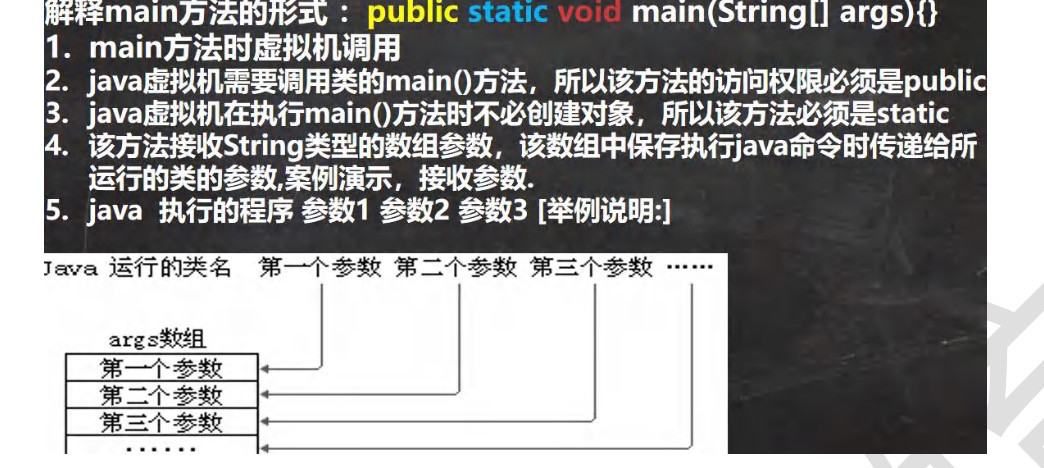 解释main方法的形式 ：public static void main(String[] args){}
1. main方法时虚拟机调用
2. java虚拟机需要调用类的main()方法，所以该方法的访问权限必须是public
3. java虚拟机在执行main()方法时不必创建对象，所以该方法必须是static
4. 该方法接收String类型的数组参数，该数组中保存执行java命令时传递给所
运行的类的参数,案例演示，接收参数.
5. java 执行的程序 参数1 参数2 参数3 [举例说明:]
Java 运行的类名 第一个参数 第二个参数 第三个参数 ……
args数组
第一个参数
第二个参数
第三个参数
……